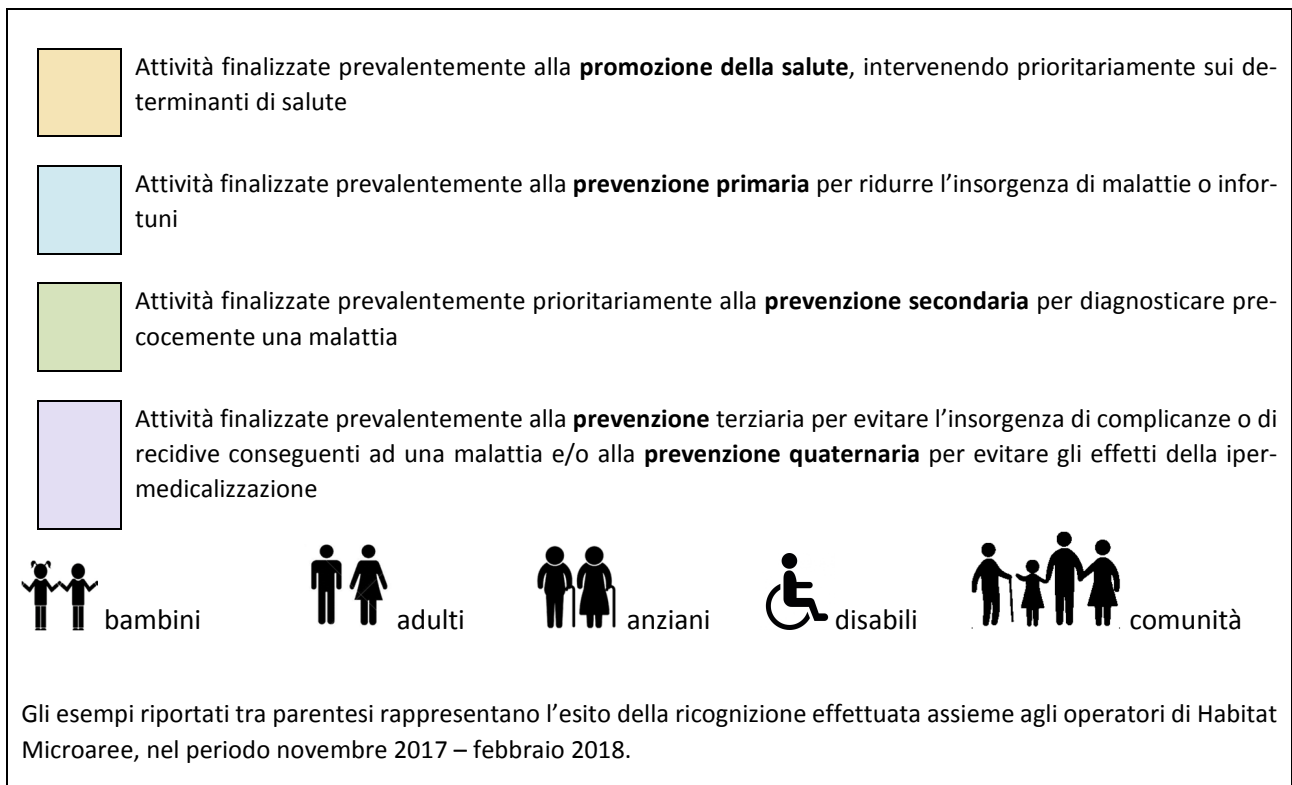 Attività finalizzate prevalentemente alla promozione della salute, intervenendo prioritariamente sui de-
terminanti di salute
Attività finalizzate prevalentemente alla prevenzione primaria per ridurre l’insorgenza di malattie o infor-
tuni
Attività finalizzate prevalentemente prioritariamente alla prevenzione secondaria per diagnosticare pre-
cocemente una malattia
Attività finalizzate prevalentemente alla prevenzione terziaria per evitare l’insorgenza di complicanze o di
recidive conseguenti ad una malattia e/o alla prevenzione quaternaria per evitare gli effetti della iper-
medicalizzazione
bambini adulti anziani disabili comunità
Gli esempi riportati tra parentesi rappresentano l’esito della ricognizione effettuata assieme agli operatori di Habitat
Microaree, nel periodo novembre 2017 – febbraio 2018.